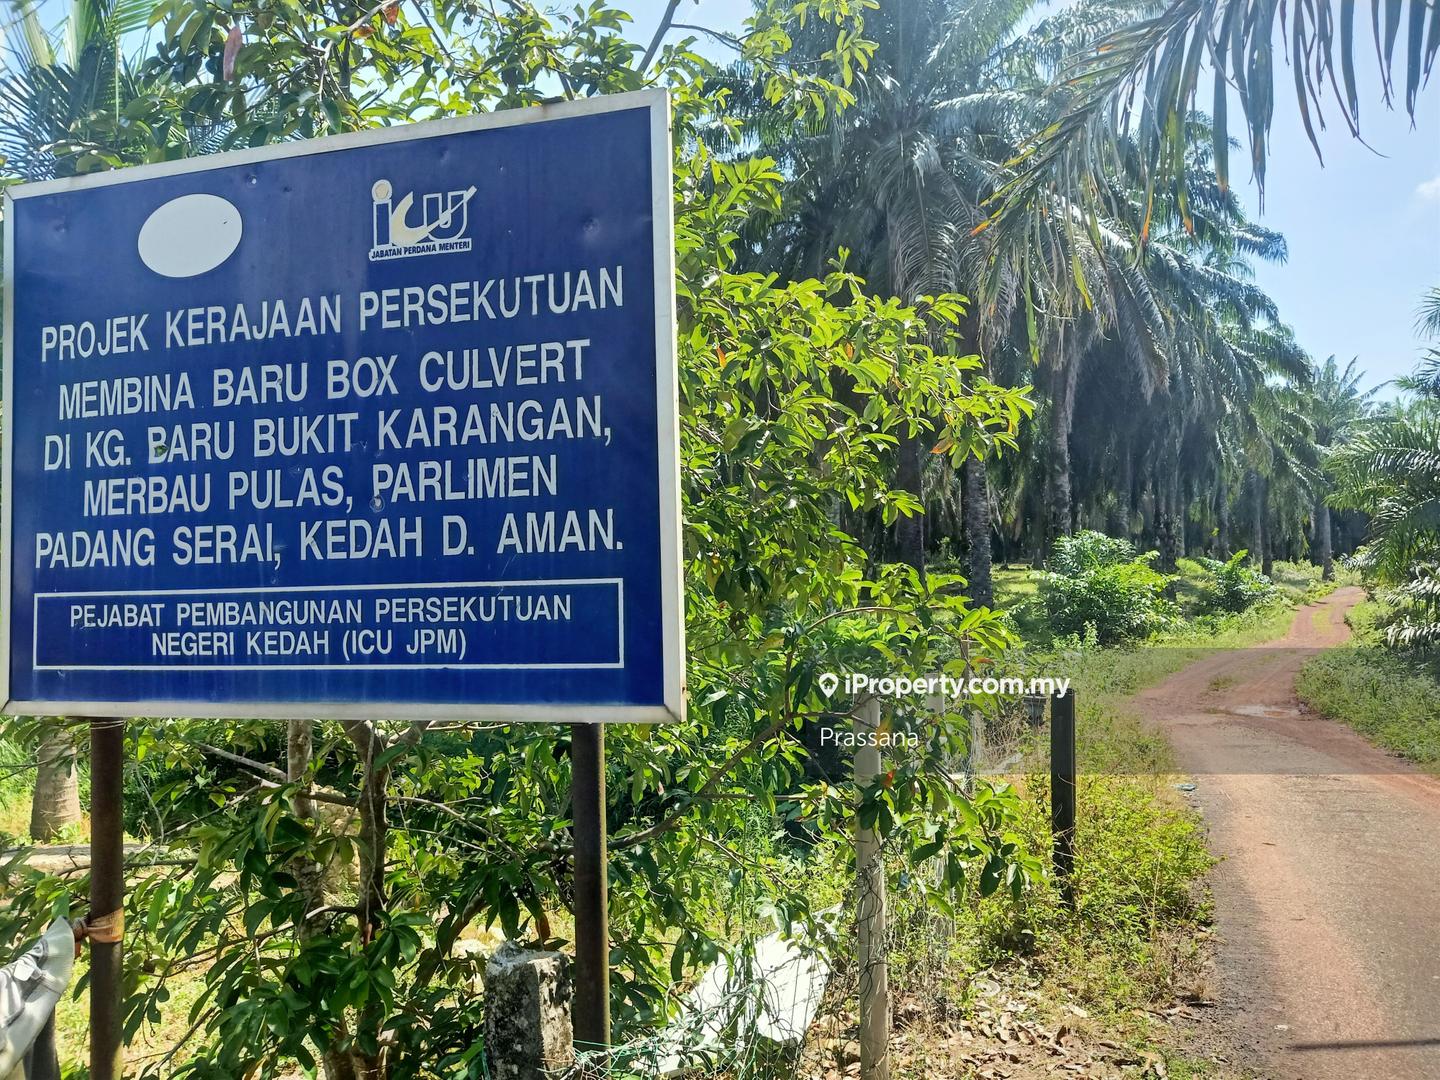 icu
JABATAN PERDANA MENTERI
PROJEK KERAJAAN PERSEKUTUAN
MEMBINA BARU BOX CULVERT
DI KG. BARU BUKIT KARANGAN,
MERBAU PULAS, PARLIMEN
PADANG SERAI, KEDAH D. AMAN.
PEJABAT PEMBANGUNAN PERSEKUTUAN
NEGERI KEDAH (ICU JPM)
iProperty.com.my
Prassana